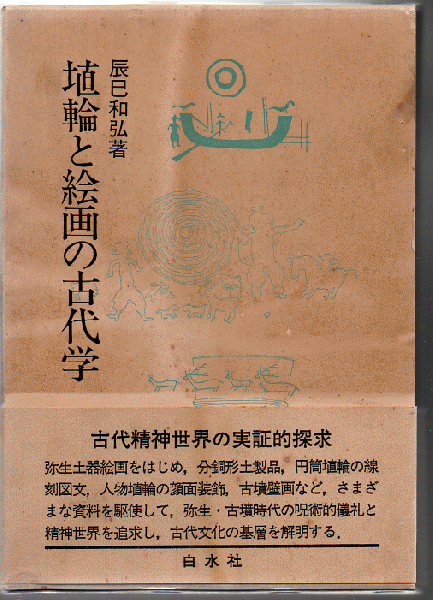 埴輪と絵画の古代学
辰巳和弘著
古代精神世界の実証的探求
弥生土器絵画をはじめ，分銅形土製品，円筒埴輪の線
刻図文，人物埴輪の顔面装飾，古墳壁画など，さまざ
まな資料を駆使して，弥生・古墳時代の呪術的儀礼と
精神世界を追求し，古代文化の基層を解明する．
白水社